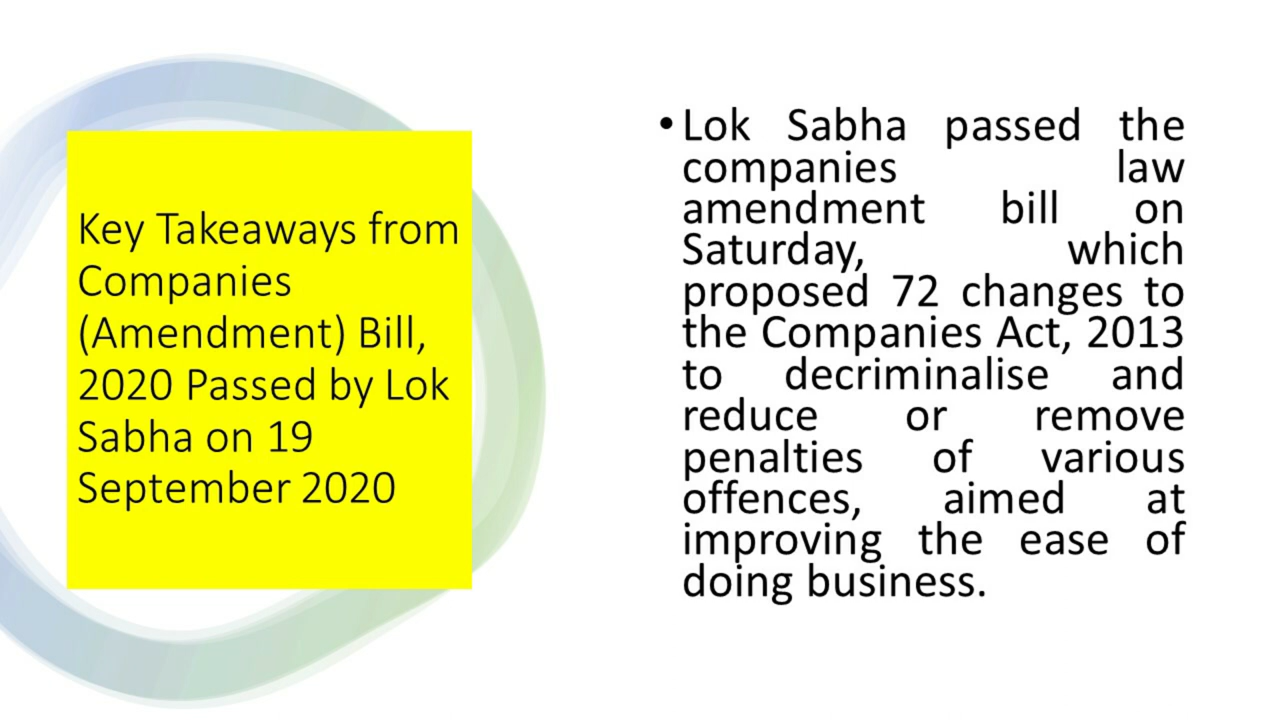 Key Takeaways from
Companies
(Amendment) Bill,
2020 Passed by Lok
Sabha on 19
September 2020
• Lok Sabha passed the
companies law
amendment bill on
Saturday, which
proposed 72 changes to
the Companies Act, 2013
to decriminalise and
reduce or remove
penalties of various
offences, aimed at
improving the ease of
doing business.